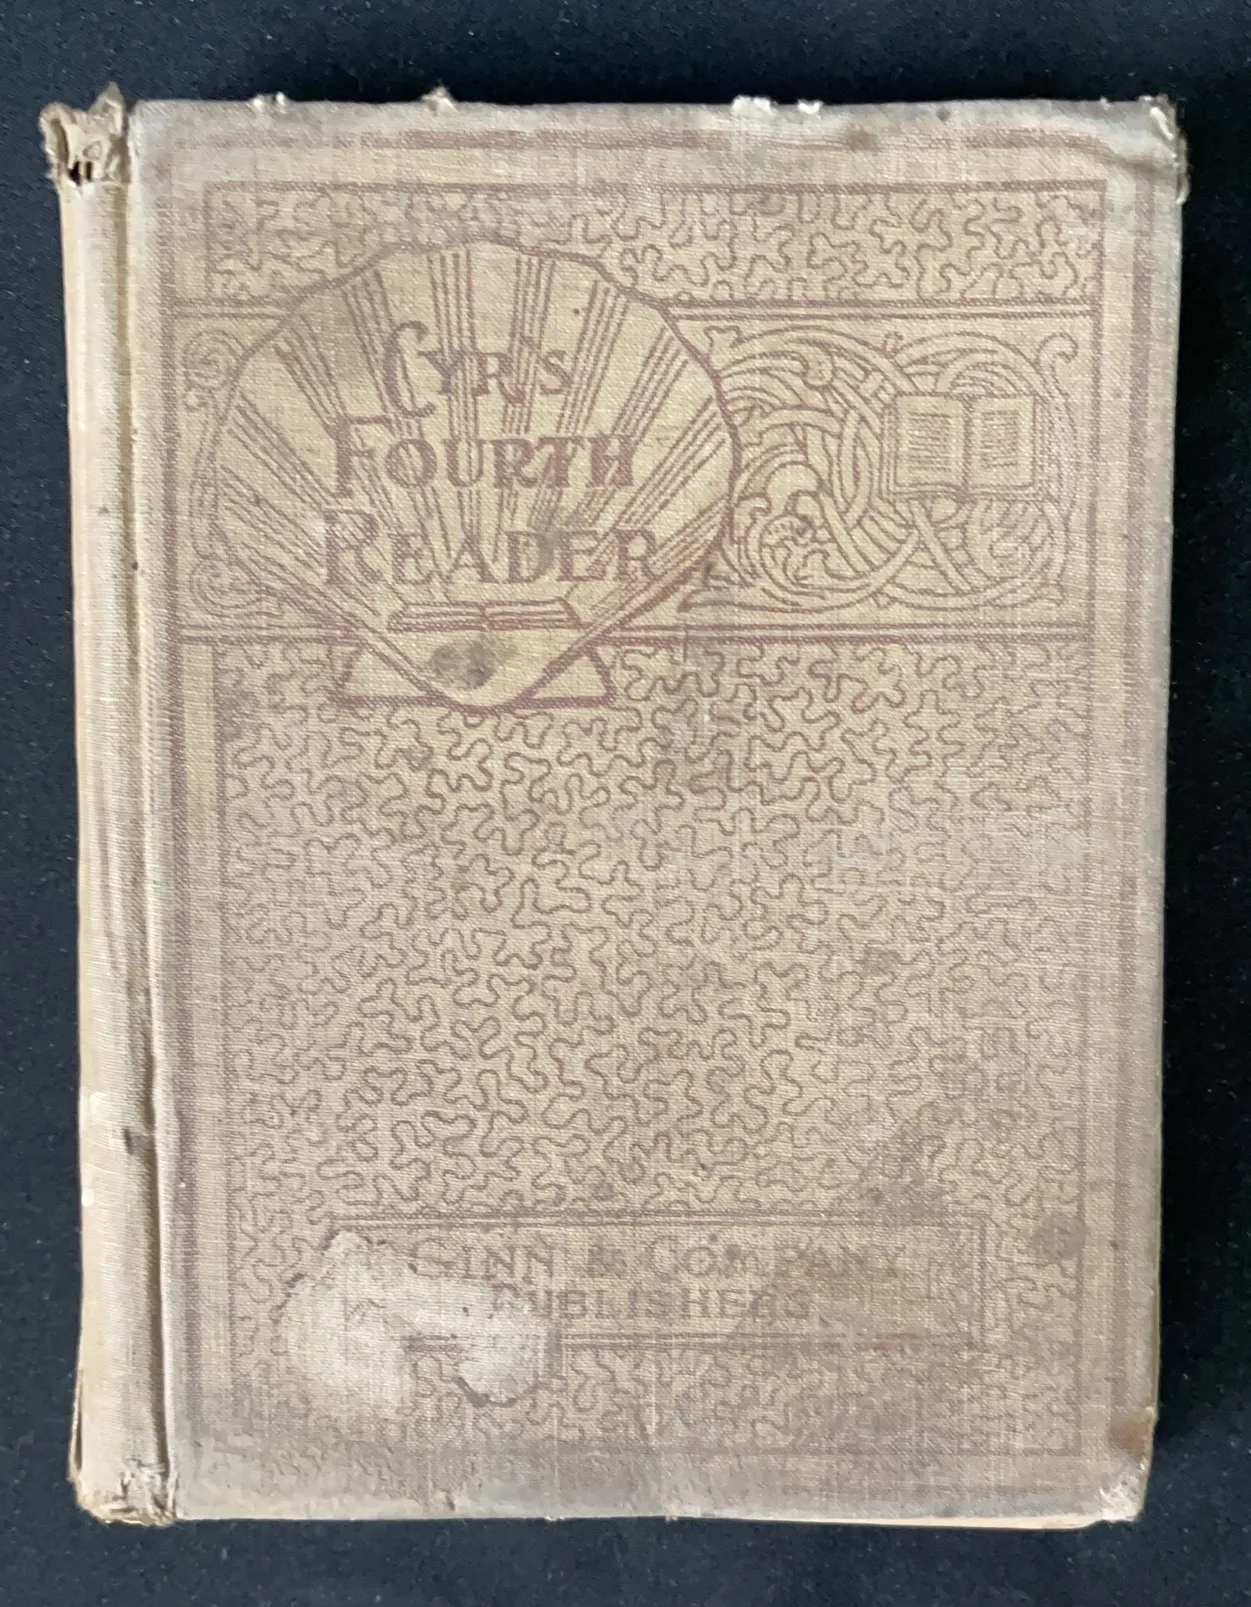 CYR'S
FOURTH
READER
GINN & COMPANY
PUBLISHERS